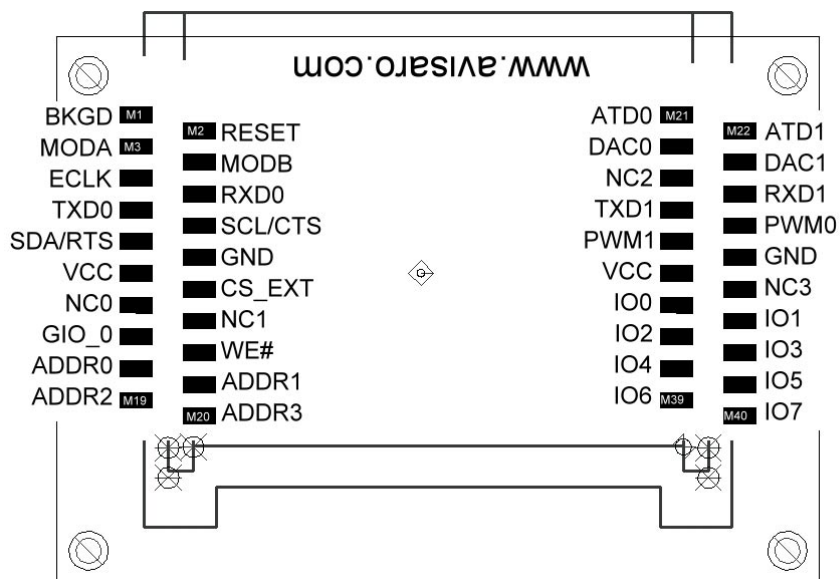 www.avisaro.com
BKGD M1 ATD0 M21
M2 RESET M22 ATD1
MODA M3 DAC0
MODB DAC1
ECLK NC2
RXD0 RXD1
TXD0 TXD1
SCL/CTS PWM0
SDA/RTS PWM1
GND GND
VCC VCC
CS_EXT NC3
NC0 IO0
NC1 IO1
GIO_0 IO2
WE# IO3
ADDR0 IO4
ADDR1 IO5
ADDR2 M19 IO6 M39
M20 ADDR3 M40 IO7